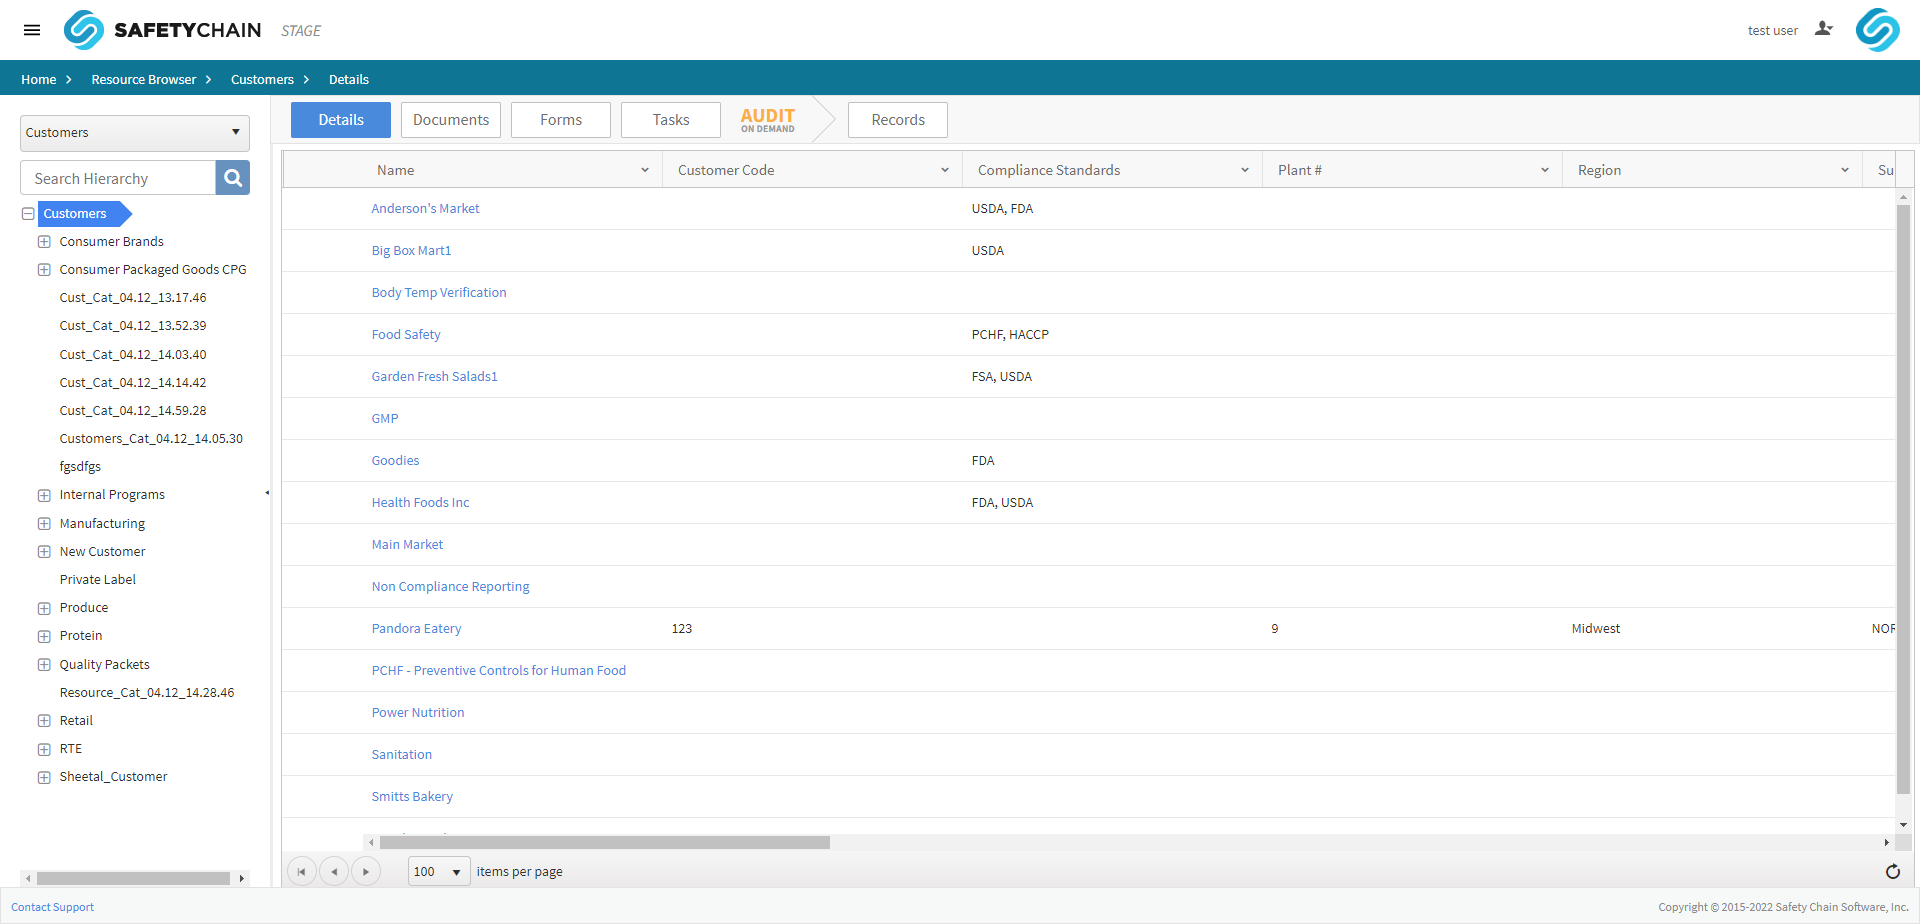 SAFETYCHAIN STAGE
test user
Home
Resource Browser
Customers
Details
Customers
Search Hierarchy
Customers
Consumer Brands
Consumer Packaged Goods CPG
Cust_Cat_04.12_13.17.46
Cust_Cat_04.12_13.52.39
Cust_Cat_04.12_14.03.40
Cust_Cat_04.12_14.14.42
Cust_Cat_04.12_14.59.28
Customers_Cat_04.12_14.05.30
fgsdfgs
Internal Programs
Manufacturing
New Customer
Private Label
Produce
Protein
Quality Packets
Resource_Cat_04.12_14.28.46
Retail
RTE
Sheetal_Customer
Details
Documents
Forms
Tasks
AUDIT
ON DEMAND
Records
Name
Customer Code
Compliance Standards
Plant #
Region
Su
Anderson's Market USDA, FDA
Big Box Mart1 USDA
Body Temp Verification
Food Safety PCHF, HACCP
Garden Fresh Salads1 FSA, USDA
GMP
Goodies FDA
Health Foods Inc FDA, USDA
Main Market
Non Compliance Reporting
Pandora Eatery 123 9 Midwest NOR
PCHF - Preventive Controls for Human Food
Power Nutrition
Sanitation
Smitts Bakery
100 items per page
Contact Support
Copyright © 2015-2022 Safety Chain Software, Inc.